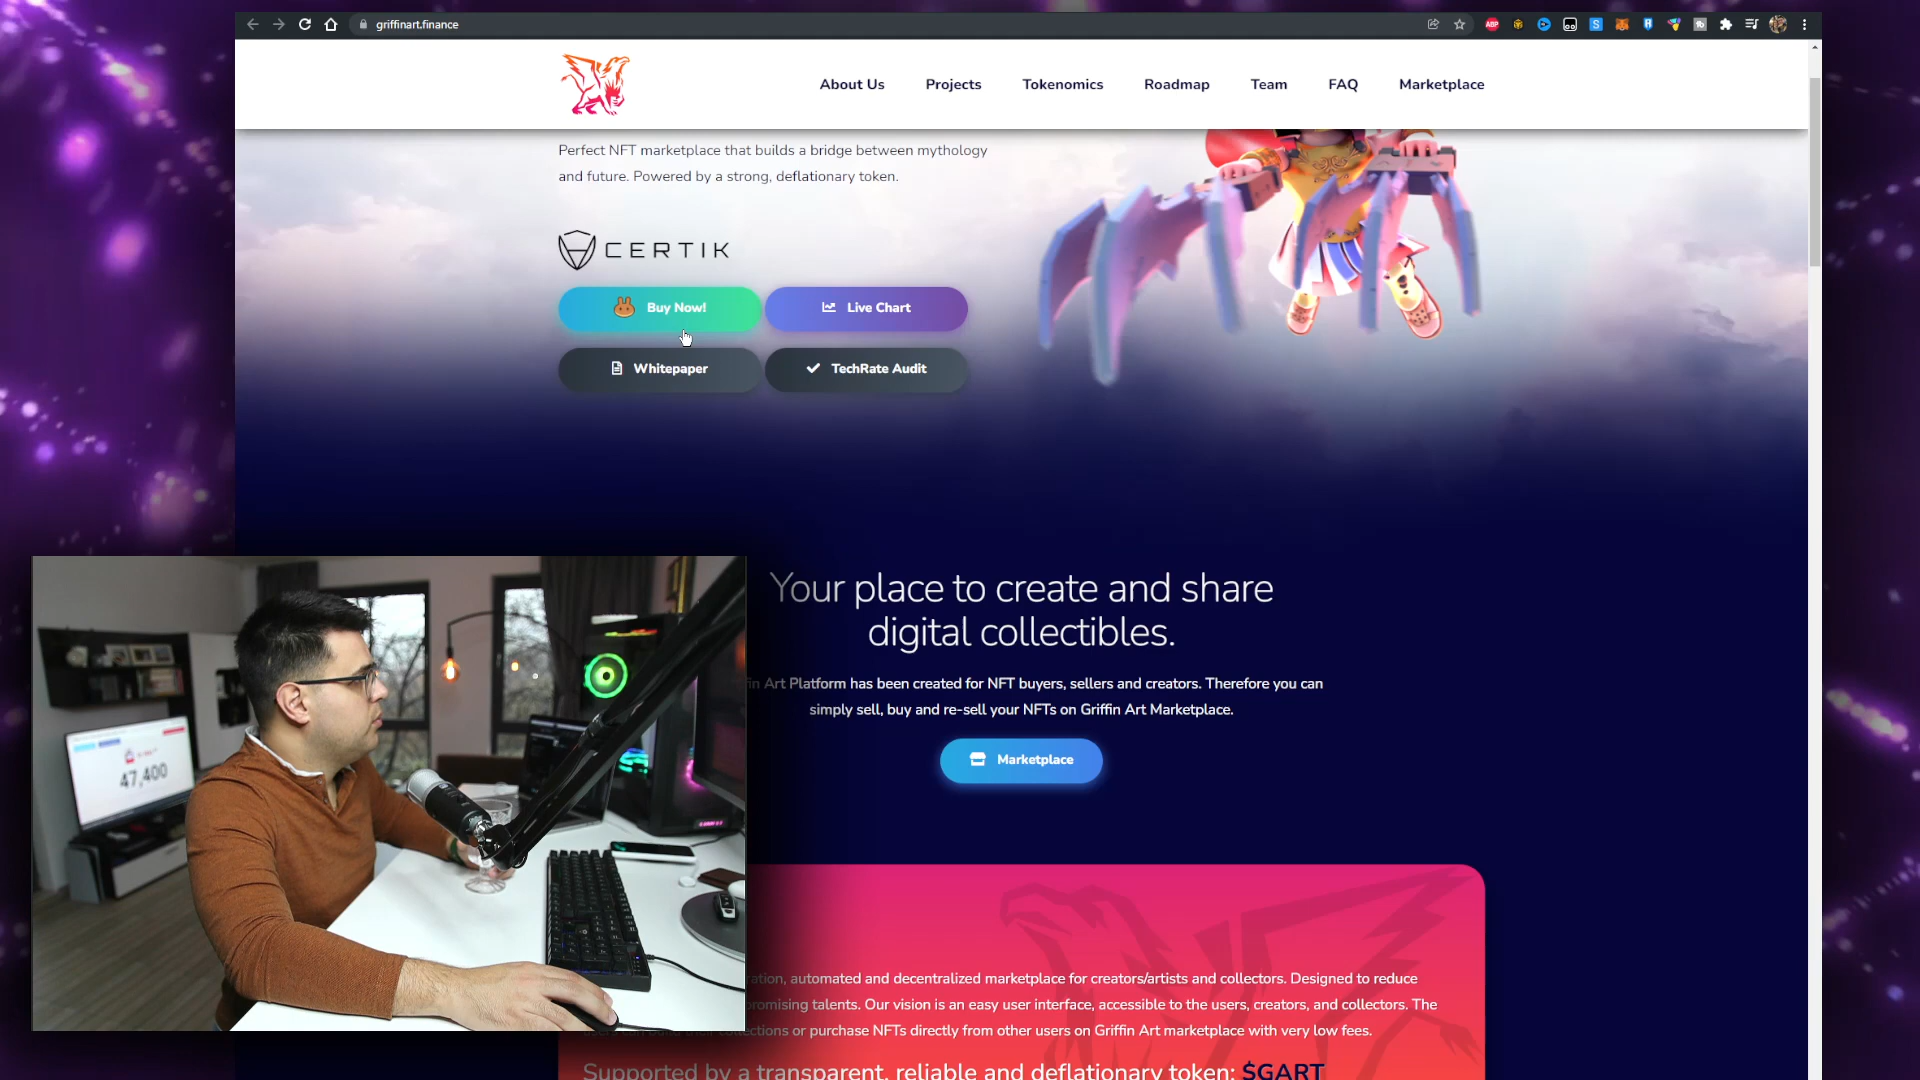 griffinart.finance
ABP
About Us
Projects
Tokenomics
Roadmap
Team
FAQ
Marketplace
Perfect NFT marketplace that builds a bridge between mythology
and future. Powered by a strong, deflationary token.
CERTIK
Buy Now!
Live Chart
Whitepaper
TechRate Audit
Your place to create and share
digital collectibles.
Art Platform has been created for NFT buyers, sellers and creators. Therefore you can
simply sell, buy and re-sell your NFTs on Griffin Art Marketplace.
Marketplace
47,400
automated and decentralized marketplace for creators/artists and collectors. Designed to reduce
talents. Our vision is an easy user interface, accessible to the users, creators, and collectors. The
or purchase NFTs directly from other users on Griffin Art marketplace with very low fees.
Supported by a transparent, reliable and deflationary token: $GART